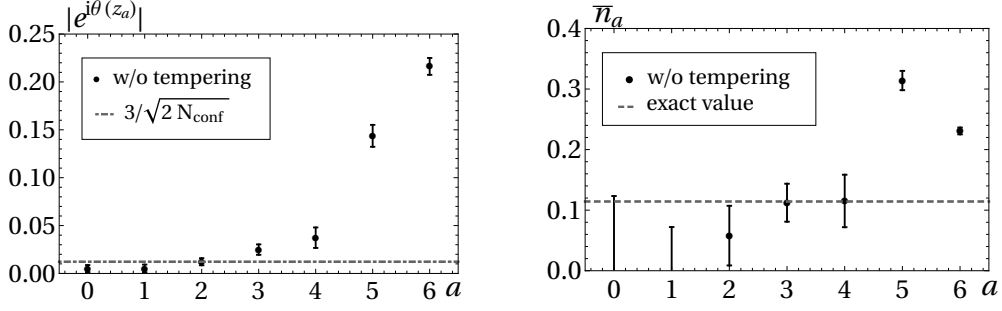 |e^{iθ(z_a)}|
0.25
0.20
0.15
0.10
0.05
0.00
w/o tempering
3/√2 N_conf
0 1 2 3 4 5 6 a
n̅_a
0.4
0.3
0.2
0.1
0.0
w/o tempering
exact value
0 1 2 3 4 5 6 a